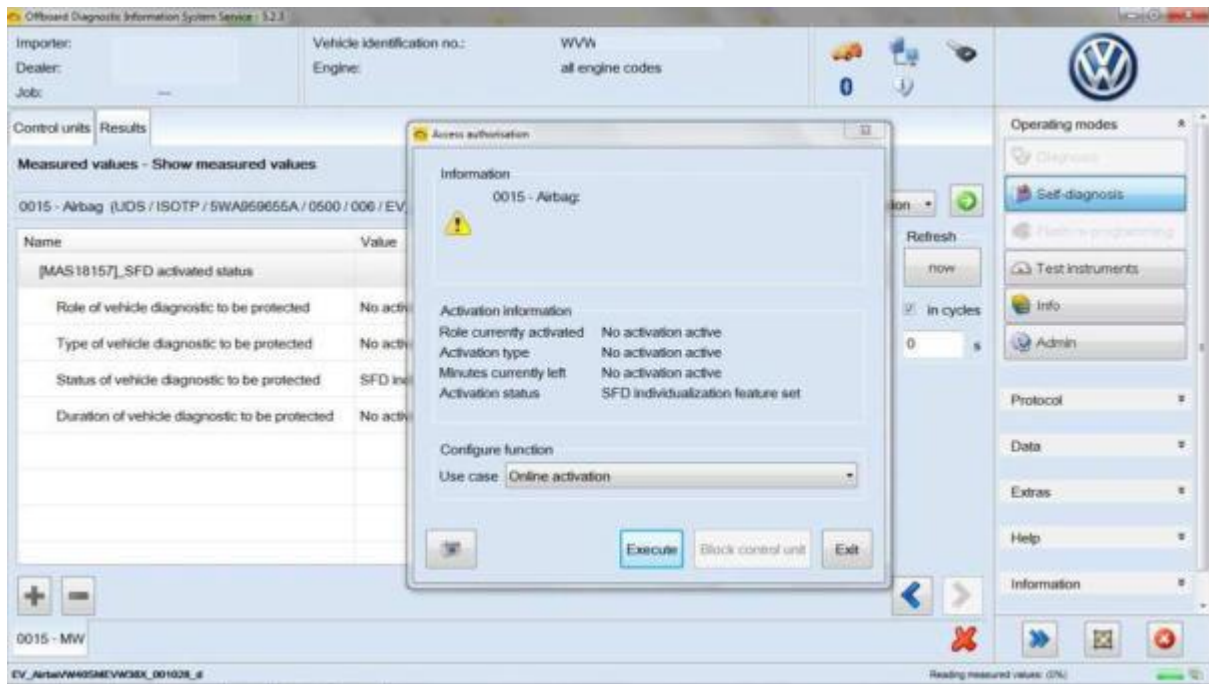 Offboard Diagnostic Information System Service - 5.2.3
Importer:
Dealer:
Job: ---
Vehicle identification no.: WVW
Engine: all engine codes
0
Control units Results
Measured values - Show measured values
0015 - Airbag (UDS / ISOTP / 5WA959655A / 0500 / 006 / EV_
Name Value
[MAS18157]_SFD activated status
Role of vehicle diagnostic to be protected No activ
Type of vehicle diagnostic to be protected No activ
Status of vehicle diagnostic to be protected SFD indi
Duration of vehicle diagnostic to be protected No activ
Refresh
now
in cycles
0 s
0015 - MW
Reading measured values: (0%)
Access authorisation
Information
0015 - Airbag:
Activation information
Role currently activated No activation active
Activation type No activation active
Minutes currently left No activation active
Activation status SFD individualization feature set
Configure function
Use case Online activation
Execute
Block control unit
Exit
Operating modes
Diagnosis
Self-diagnosis
Test instruments
Info
Admin
Protocol
Data
Extras
Help
Information